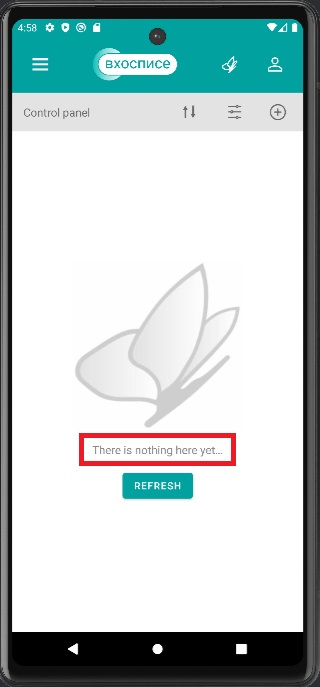 4:58
вхосписе
Control panel
There is nothing here yet...
REFRESH